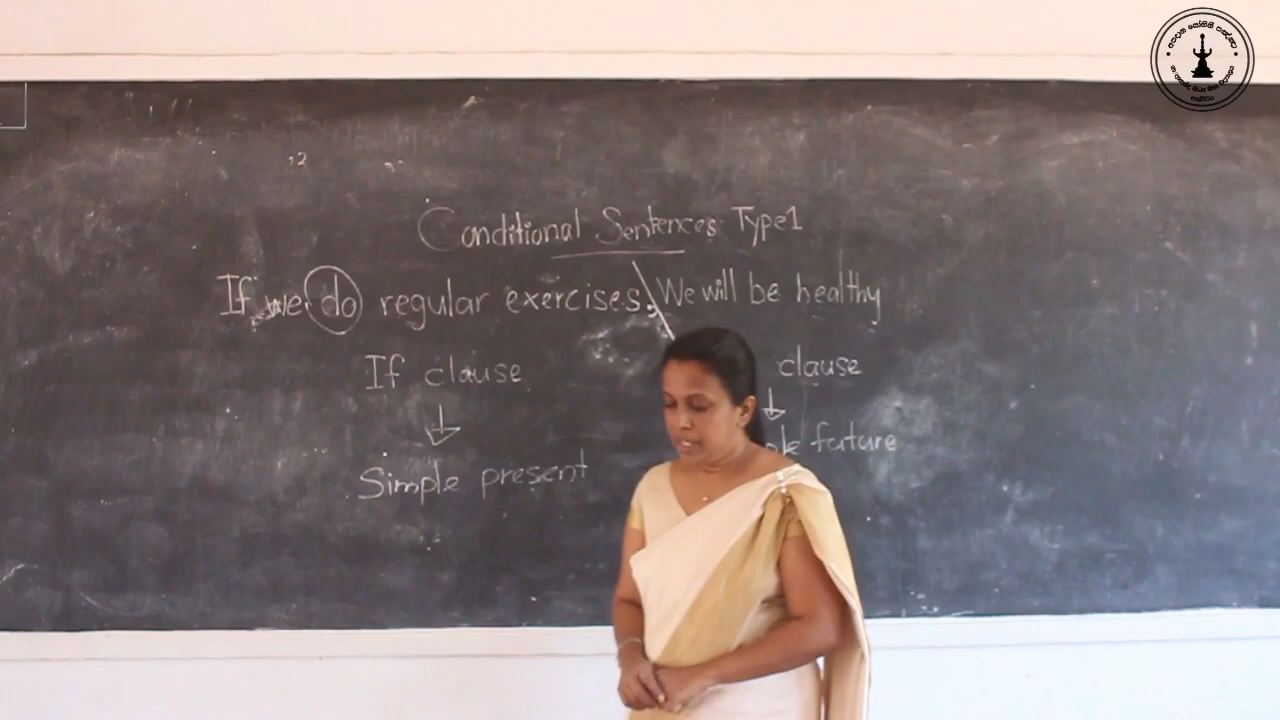 Conditional Sentences Type 1
If we do regular exercises, We will be healthy
If clause clause
Simple present future